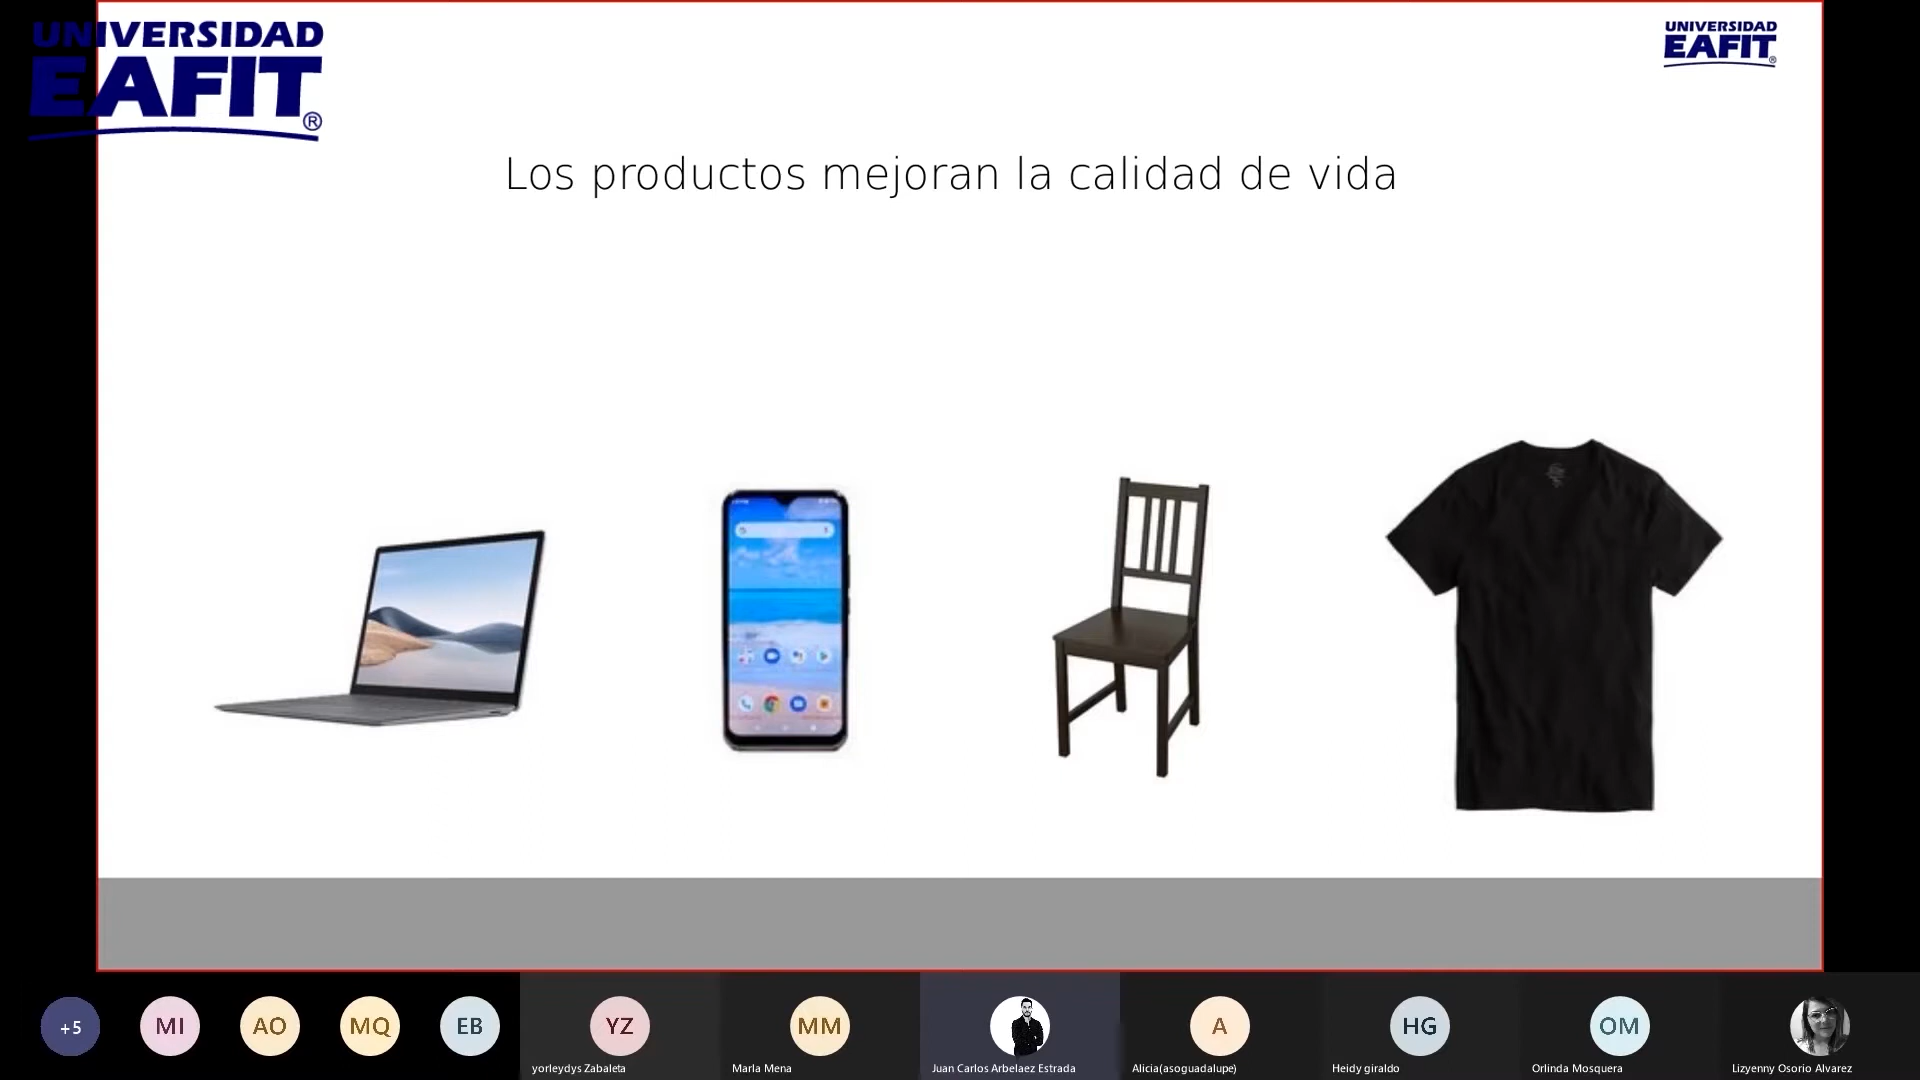 UNIVERSIDAD
EAFIT®
UNIVERSIDAD
EAFIT®
Los productos mejoran la calidad de vida
+5
MI
AO
MQ
EB
YZ
yorleydys Zabaleta
MM
Marla Mena
Juan Carlos Arbelaez Estrada
A
Alicia(asoguadalupe)
HG
Heidy giraldo
OM
Orlinda Mosquera
Lizyenny Osorio Alvarez